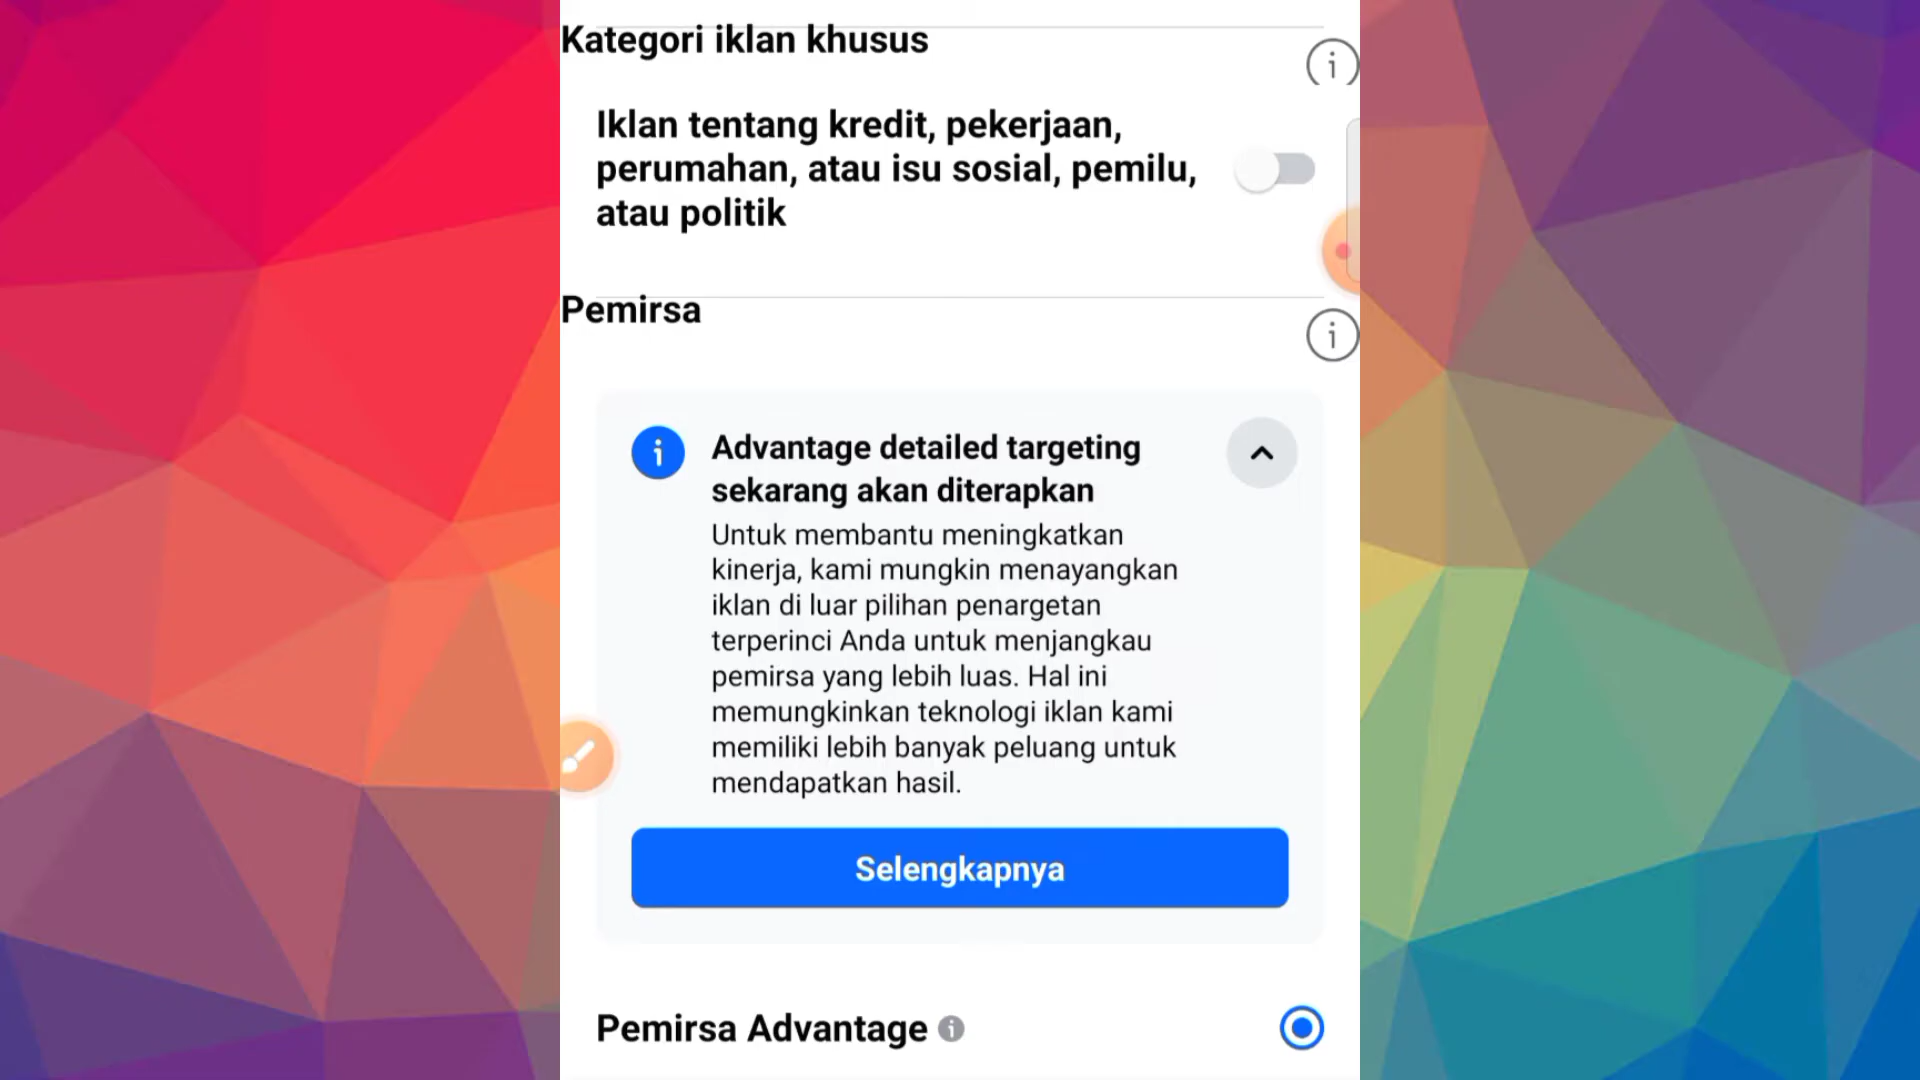 Kategori iklan khusus
Iklan tentang kredit, pekerjaan,
perumahan, atau isu sosial, pemilu,
atau politik
Pemirsa
Advantage detailed targeting
sekarang akan diterapkan
Untuk membantu meningkatkan
kinerja, kami mungkin menayangkan
iklan di luar pilihan penargetan
terperinci Anda untuk menjangkau
pemirsa yang lebih luas. Hal ini
memungkinkan teknologi iklan kami
memiliki lebih banyak peluang untuk
mendapatkan hasil.
Selengkapnya
Pemirsa Advantage